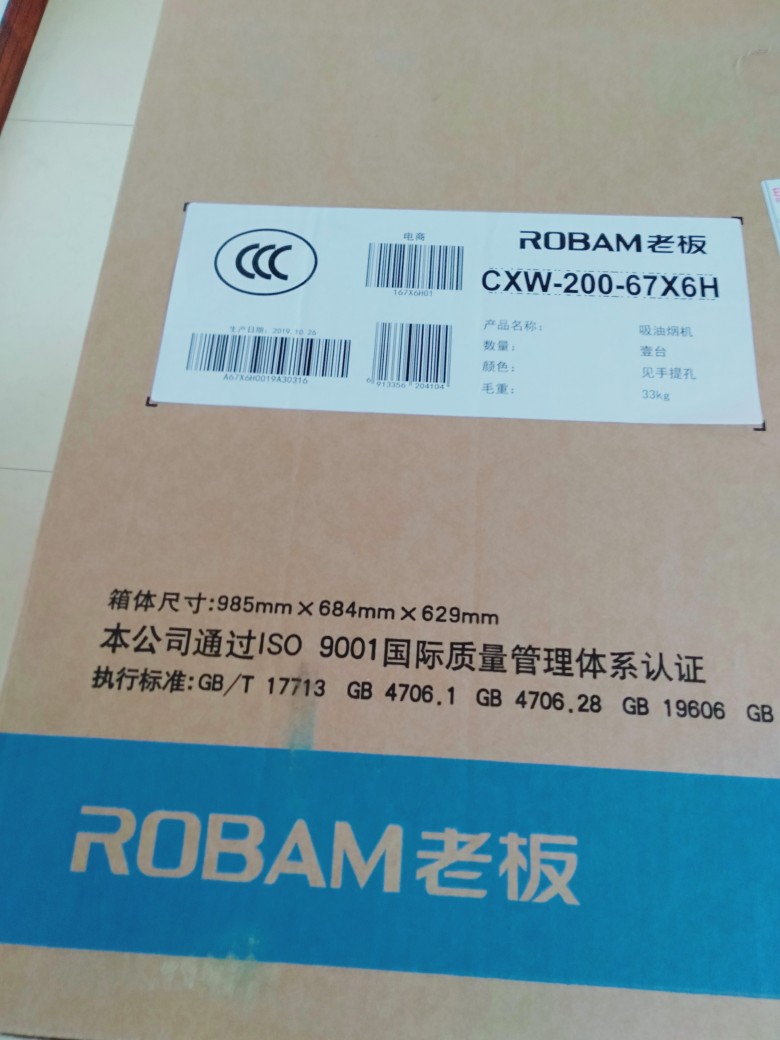 CCC
电商
167X6H01
生产日期：2019.10.26
A67X6H0019A30316
6 913356 204104
ROBAM老板
CXW-200-67X6H
产品名称： 吸油烟机
数量： 壹台
颜色： 见手提孔
毛重： 33kg
箱体尺寸:985mm×684mm×629mm
本公司通过ISO 9001国际质量管理体系认证
执行标准:GB/T 17713 GB 4706.1 GB 4706.28 GB 19606 GB
ROBAM老板